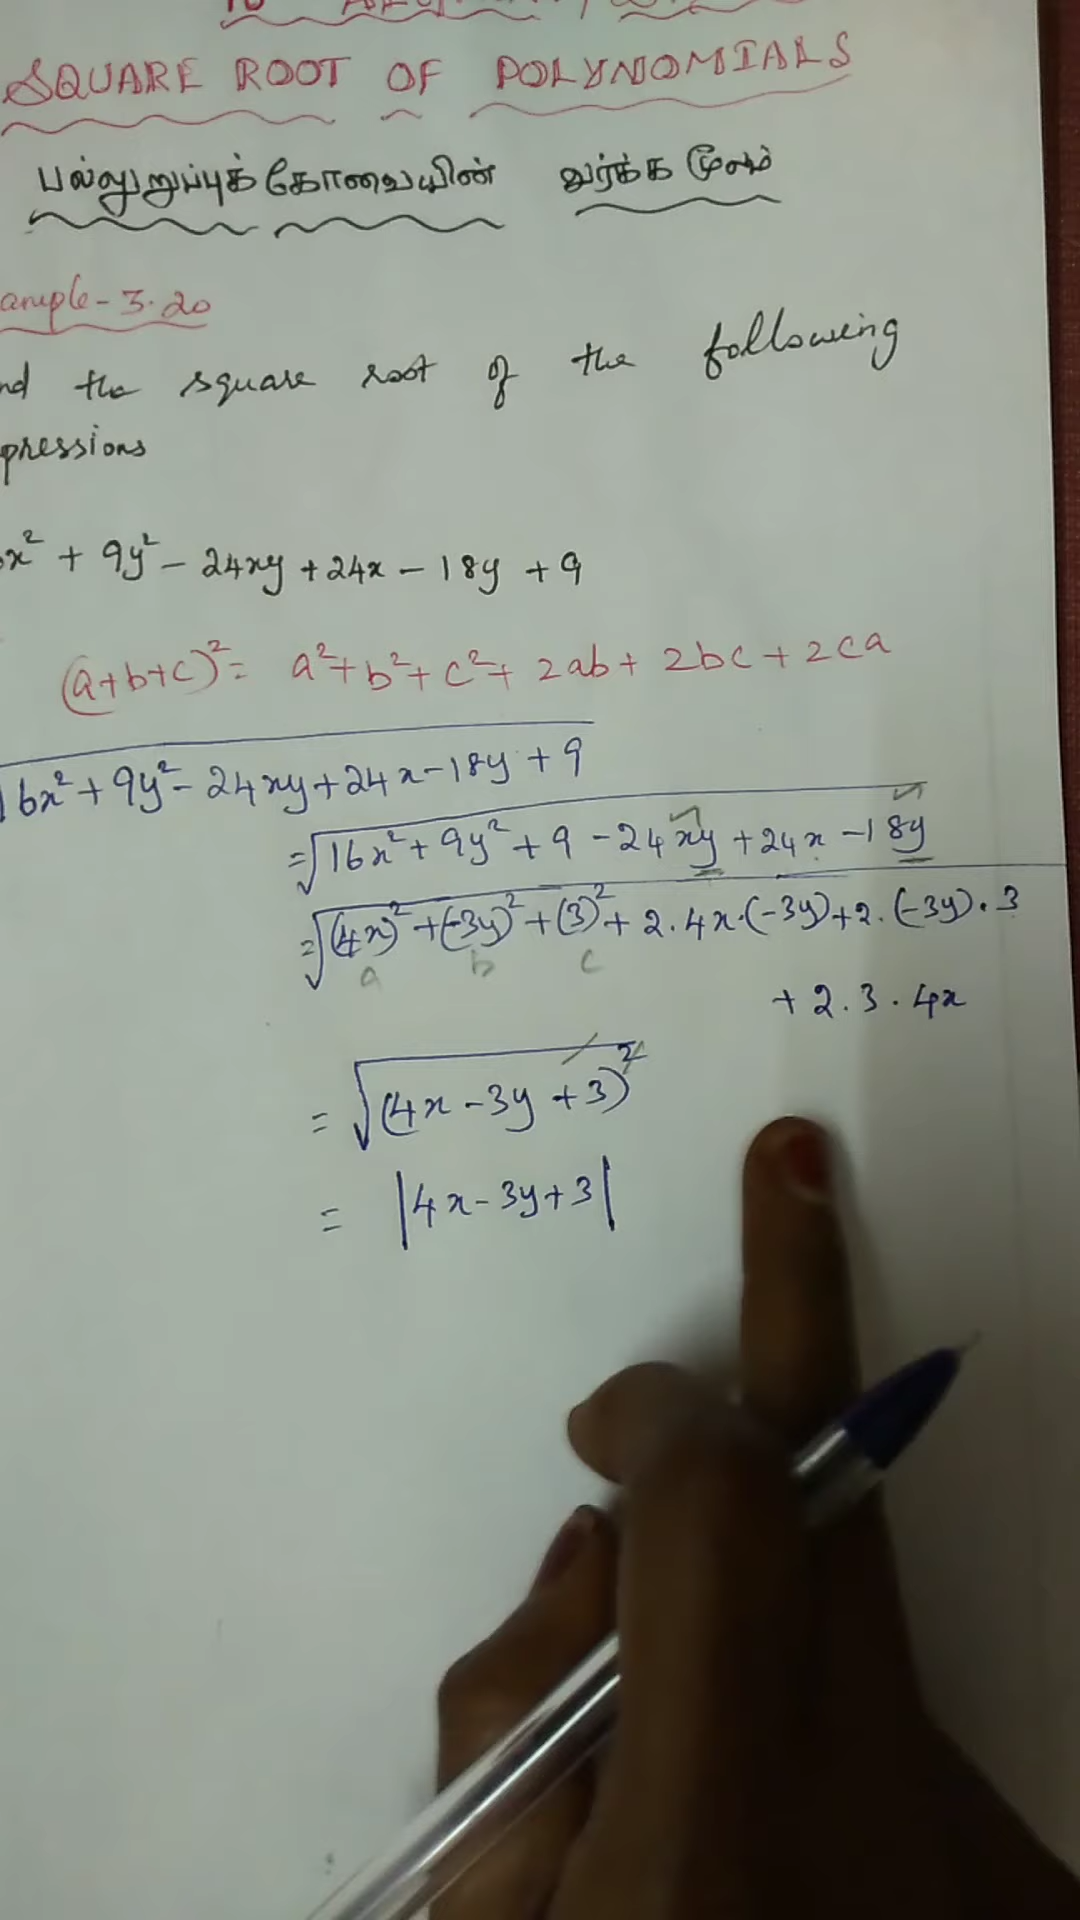 SQUARE ROOT OF POLYNOMIALS
பல்லுறுப்புக்கோவையின் வர்க்க மூலம்
ample-3.20
nd the square root of the following
pressions
x² + 9y² - 24xy + 24x - 18y + 9
(a+b+c)² = a²+b²+c²+ 2ab + 2bc + 2ca
√16x²+9y²-24xy+24x-18y+9
=√16x²+9y²+9-24xy+24x-18y
=√(4x)²+(-3y)²+(3)²+2.4x.(-3y)+2.(-3y).3
a b c
+ 2.3.4x
= √(4x-3y+3)²
= |4x-3y+3|